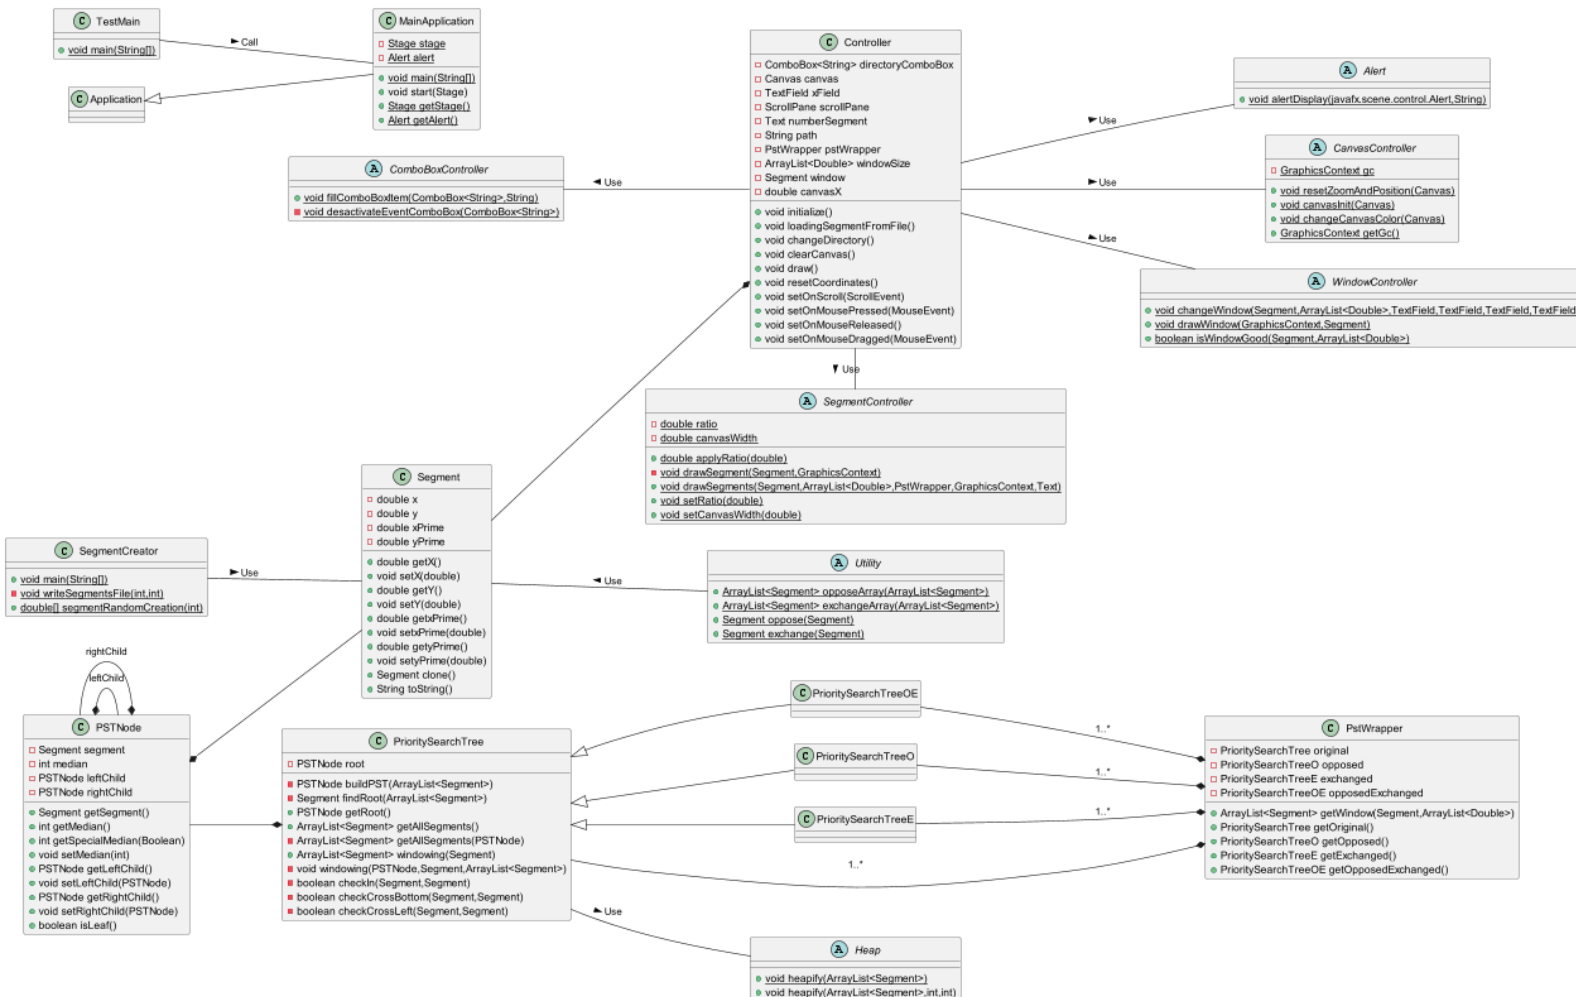 C TestMain
void main(String[])
Call
C MainApplication
Stage stage
Alert alert
void main(String[])
void start(Stage)
Stage getStage()
Alert getAlert()
C Application
A ComboBoxController
void fillComboBoxItem(ComboBox<String>,String)
void desactivateEventComboBox(ComboBox<String>)
Use
C Controller
ComboBox<String> directoryComboBox
Canvas canvas
TextField xField
ScrollPane scrollPane
Text numberSegment
String path
PstWrapper pstWrapper
ArrayList<Double> windowSize
Segment window
double canvasX
void initialize()
void loadingSegmentFromFile()
void changeDirectory()
void clearCanvas()
void draw()
void resetCoordinates()
void setOnScroll(ScrollEvent)
void setOnMousePressed(MouseEvent)
void setOnMouseReleased()
void setOnMouseDragged(MouseEvent)
Use
A Alert
void alertDisplay(javafx.scene.control.Alert,String)
Use
A CanvasController
GraphicsContext gc
void resetZoomAndPosition(Canvas)
void canvasInit(Canvas)
void changeCanvasColor(Canvas)
GraphicsContext getGc()
Use
A WindowController
void changeWindow(Segment,ArrayList<Double>,TextField,TextField,TextField,TextField
void drawWindow(GraphicsContext,Segment)
boolean isWindowGood(Segment,ArrayList<Double>)
Use
A SegmentController
double ratio
double canvasWidth
double applyRatio(double)
void drawSegment(Segment,GraphicsContext)
void drawSegments(Segment,ArrayList<Double>,PstWrapper,GraphicsContext,Text)
void setRatio(double)
void setCanvasWidth(double)
C Segment
double x
double y
double xPrime
double yPrime
double getX()
void setX(double)
double getY()
void setY(double)
double getxPrime()
void setxPrime(double)
double getyPrime()
void setyPrime(double)
Segment clone()
String toString()
C SegmentCreator
void main(String[])
void writeSegmentsFile(int,int)
double[] segmentRandomCreation(int)
Use
Use
A Utility
ArrayList<Segment> opposeArray(ArrayList<Segment>)
ArrayList<Segment> exchangeArray(ArrayList<Segment>)
Segment oppose(Segment)
Segment exchange(Segment)
rightChild
leftChild
C PSTNode
Segment segment
int median
PSTNode leftChild
PSTNode rightChild
Segment getSegment()
int getMedian()
int getSpecialMedian(Boolean)
void setMedian(int)
PSTNode getLeftChild()
void setLeftChild(PSTNode)
PSTNode getRightChild()
void setRightChild(PSTNode)
boolean isLeaf()
C PrioritySearchTree
PSTNode root
PSTNode buildPST(ArrayList<Segment>)
Segment findRoot(ArrayList<Segment>)
PSTNode getRoot()
ArrayList<Segment> getAllSegments()
ArrayList<Segment> getAllSegments(PSTNode)
ArrayList<Segment> windowing(Segment)
void windowing(PSTNode,Segment,ArrayList<Segment>)
boolean checkIn(Segment,Segment)
boolean checkCrossBottom(Segment,Segment)
boolean checkCrossLeft(Segment,Segment)
C PrioritySearchTreeOE
C PrioritySearchTreeO
C PrioritySearchTreeE
1..*
1..*
1..*
1..*
C PstWrapper
PrioritySearchTree original
PrioritySearchTreeO opposed
PrioritySearchTreeE exchanged
PrioritySearchTreeOE opposedExchanged
ArrayList<Segment> getWindow(Segment,ArrayList<Double>)
PrioritySearchTree getOriginal()
PrioritySearchTreeO getOpposed()
PrioritySearchTreeE getExchanged()
PrioritySearchTreeOE getOpposedExchanged()
Use
A Heap
void heapify(ArrayList<Segment>)
void heapify(ArrayList<Segment>,int,int)